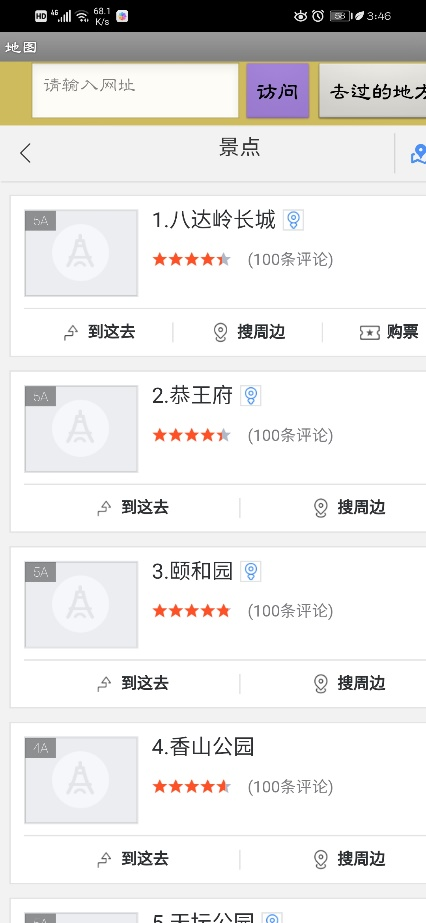 HD 4G 68.1 K/s 58 3:46
地图
请输入网址 访问 去过的地方
景点
5A
1.八达岭长城
(100条评论)
到这去 搜周边 购票
5A
2.恭王府
(100条评论)
到这去 搜周边
5A
3.颐和园
(100条评论)
到这去 搜周边
4A
4.香山公园
(100条评论)
到这去 搜周边
5A
5.天坛公园